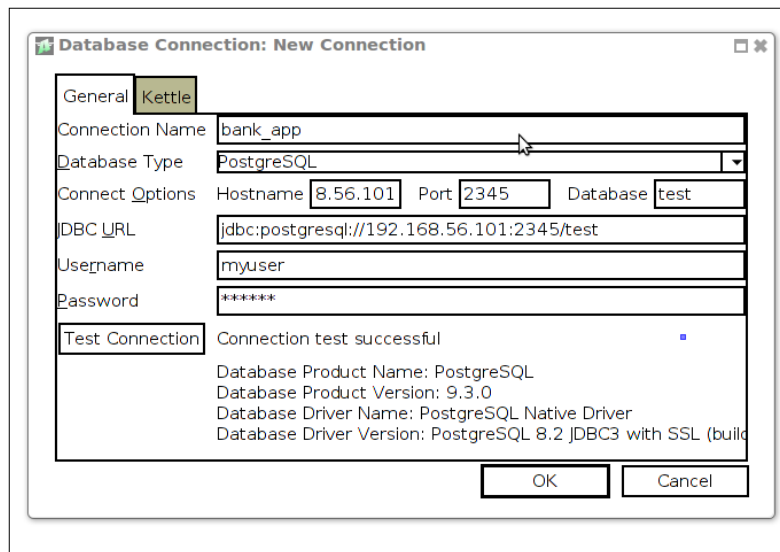 Database Connection: New Connection
General Kettle
Connection Name bank_app
Database Type PostgreSQL
Connect Options Hostname 8.56.101 Port 2345 Database test
JDBC URL jdbc:postgresql://192.168.56.101:2345/test
Username myuser
Password ******
Test Connection Connection test successful
Database Product Name: PostgreSQL
Database Product Version: 9.3.0
Database Driver Name: PostgreSQL Native Driver
Database Driver Version: PostgreSQL 8.2 JDBC3 with SSL (build
OK Cancel